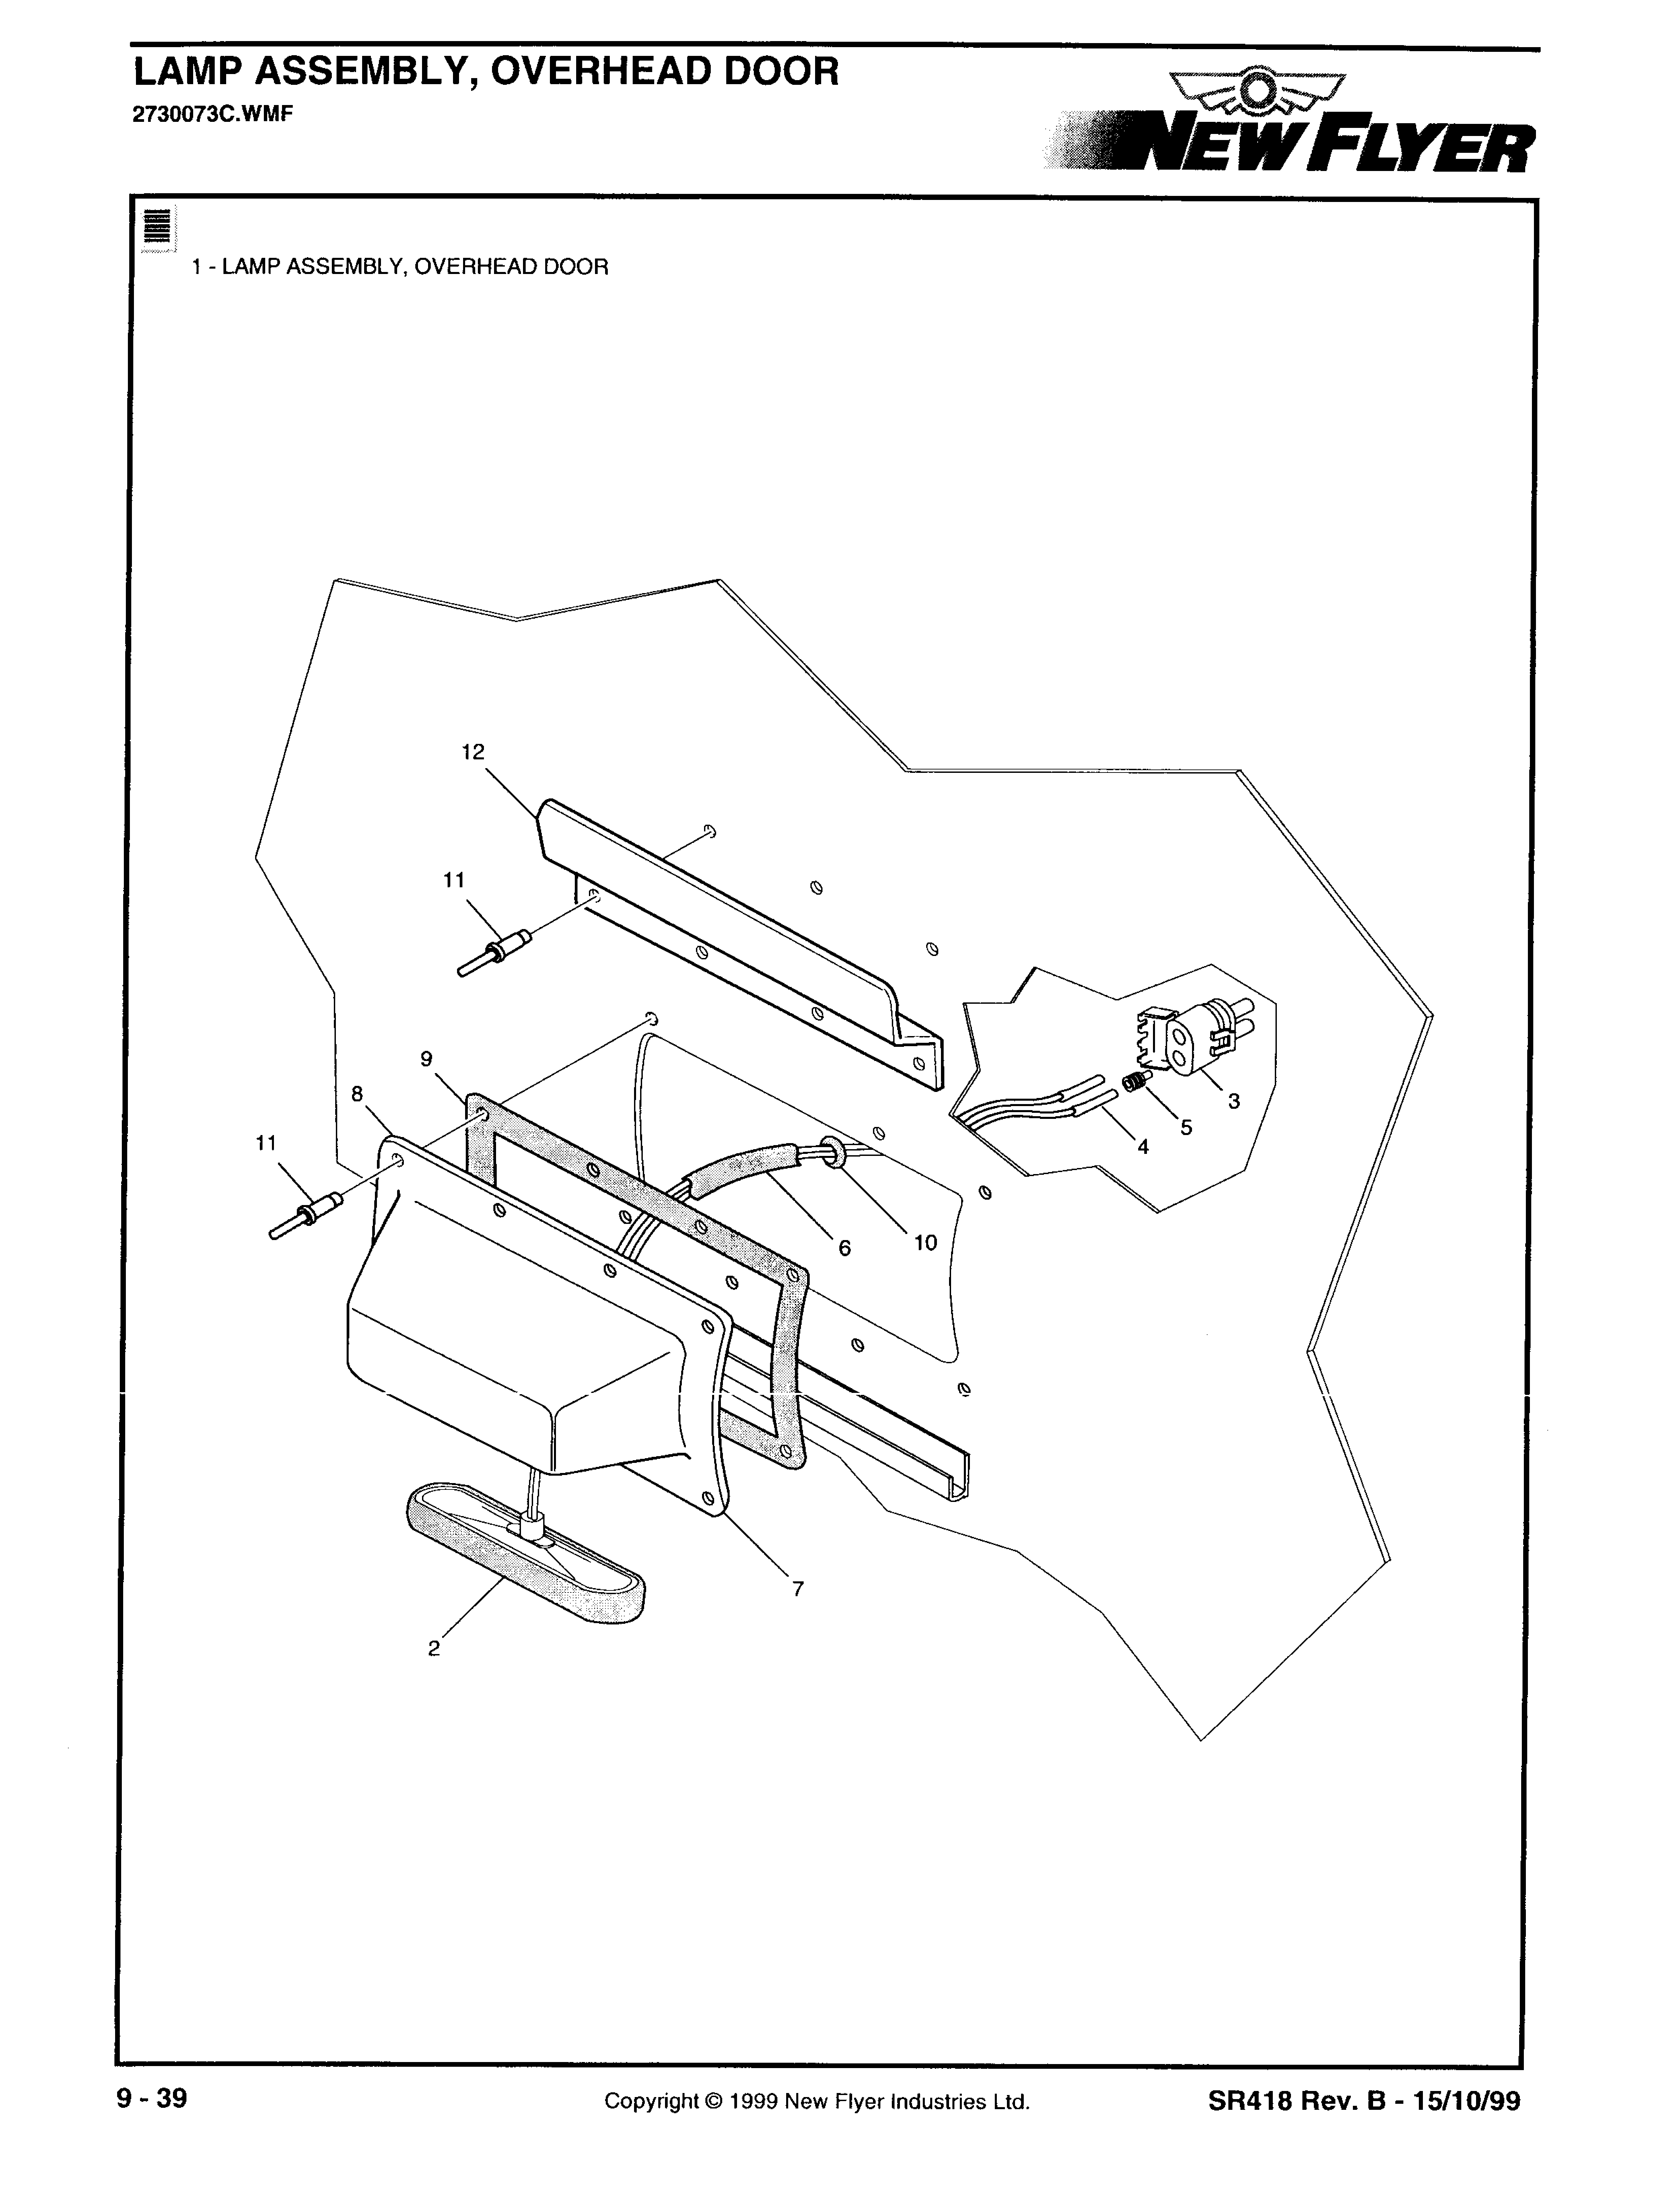 LAMP ASSEMBLY, OVERHEAD DOOR
2730073C.WMF
NEW FLYER
1 - LAMP ASSEMBLY, OVERHEAD DOOR
12
11
9
8
11
3
5
4
10
6
7
2
9 - 39
Copyright © 1999 New Flyer Industries Ltd.
SR418 Rev. B - 15/10/99